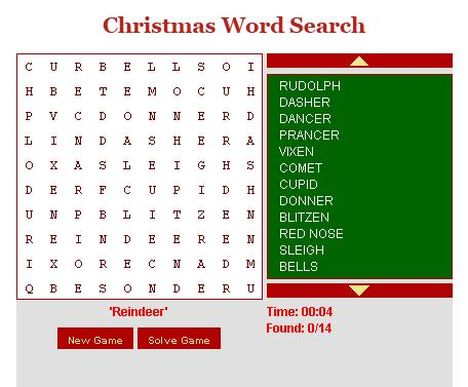 Christmas Word Search
C U R B E L L S O I
H B E T E M O C U H
P V C D O N N E R D
L I N D A S H E R A
O X A S L E I G H S
D E R F C U P I D H
U N P B L I T Z E N
R E I N D E E R E N
I X O R E C N A D M
Q B E S O N D E R U
RUDOLPH
DASHER
DANCER
PRANCER
VIXEN
COMET
CUPID
DONNER
BLITZEN
RED NOSE
SLEIGH
BELLS
'Reindeer'
Time: 00:04
Found: 0/14
New Game
Solve Game